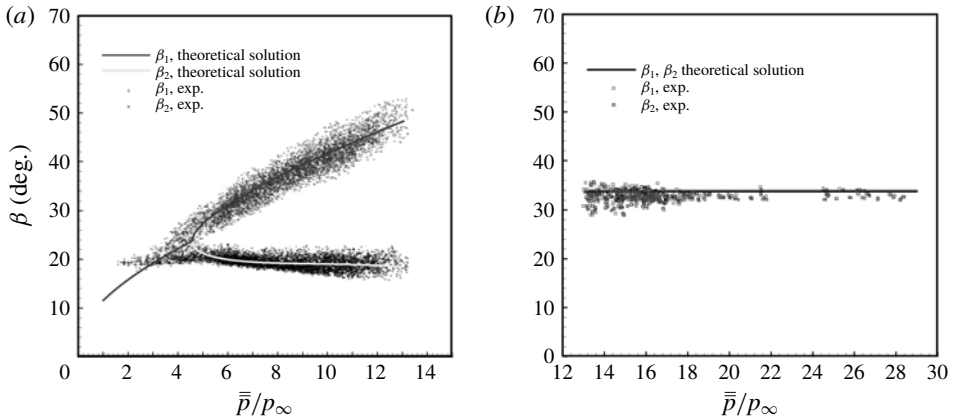 (a)
70
60
50
40
30
20
10
0
β (deg.)
β₁, theoretical solution
β₂, theoretical solution
β₁, exp.
β₂, exp.
2 4 6 8 10 12 14
p̿/p∞
(b)
70
60
50
40
30
20
10
0
β₁, β₂ theoretical solution
β₁, exp.
β₂, exp.
12 14 16 18 20 22 24 26 28 30
p̿/p∞